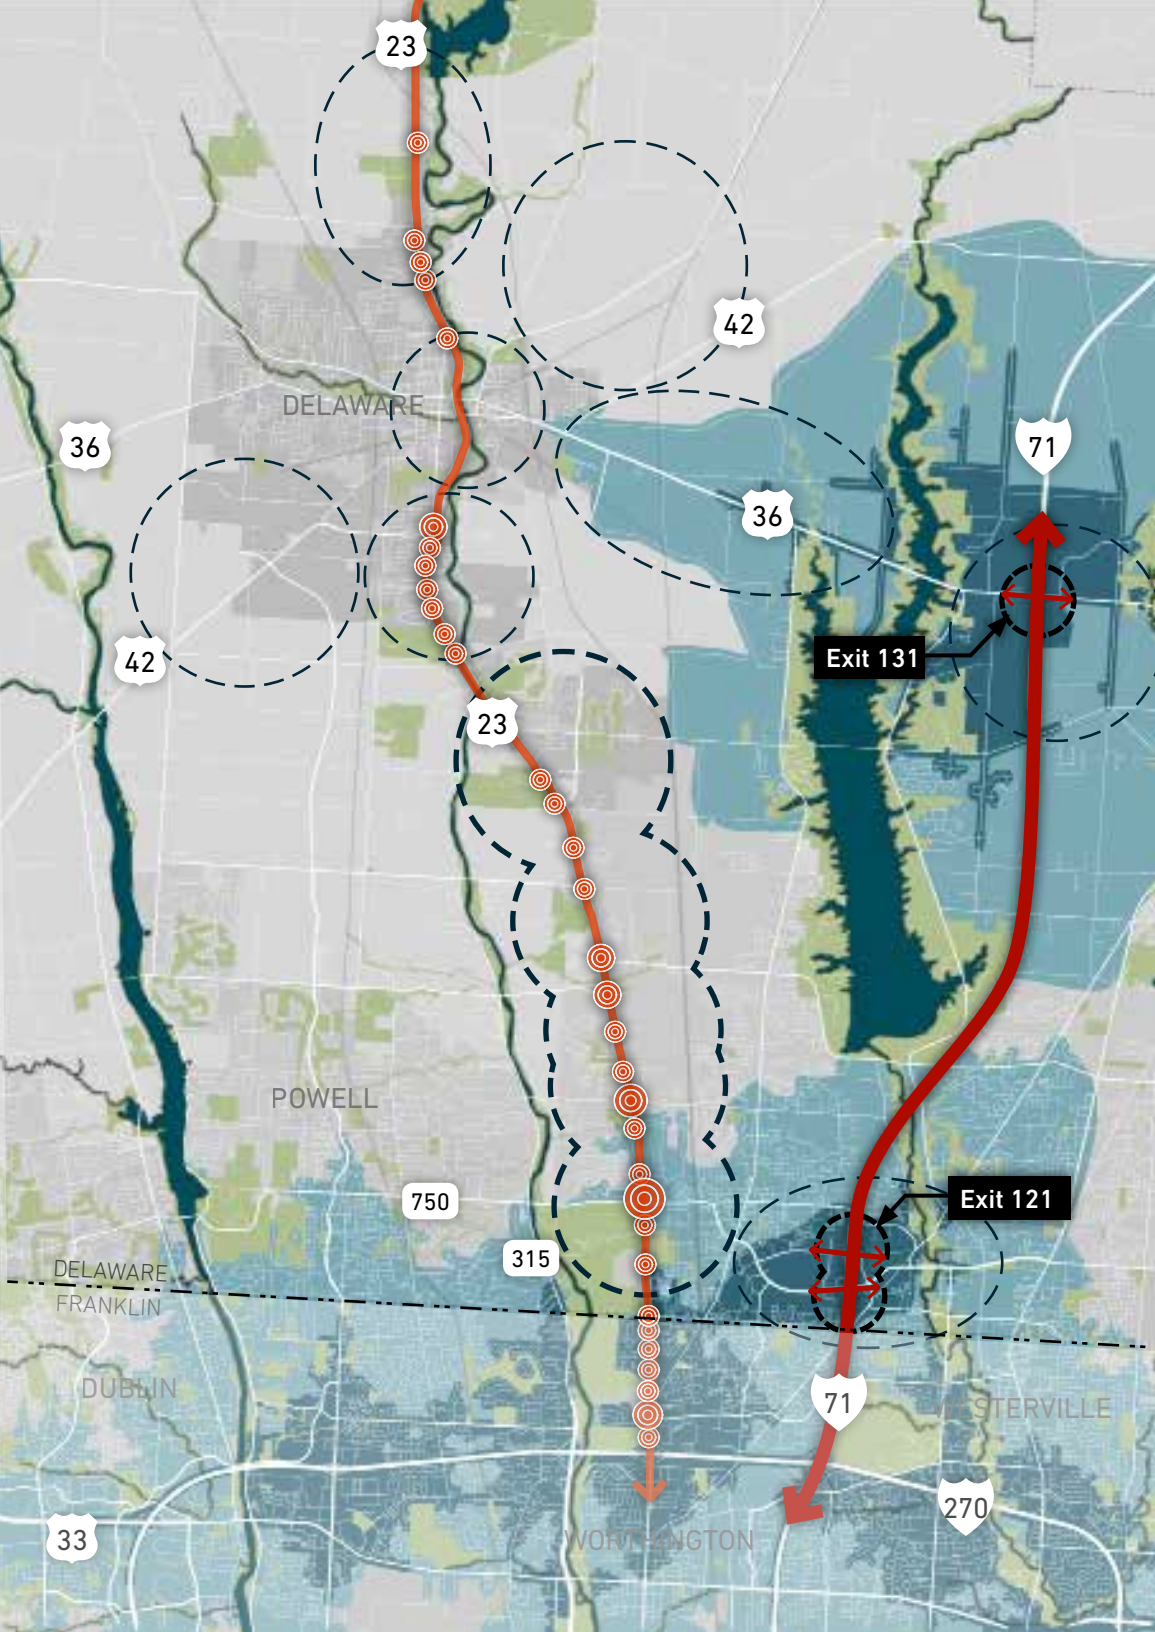 23
42
DELAWARE
36
71
36
Exit 131
42
23
POWELL
750
Exit 121
315
DELAWARE
FRANKLIN
DUBLIN
71
WESTERVILLE
270
33
WORTHINGTON